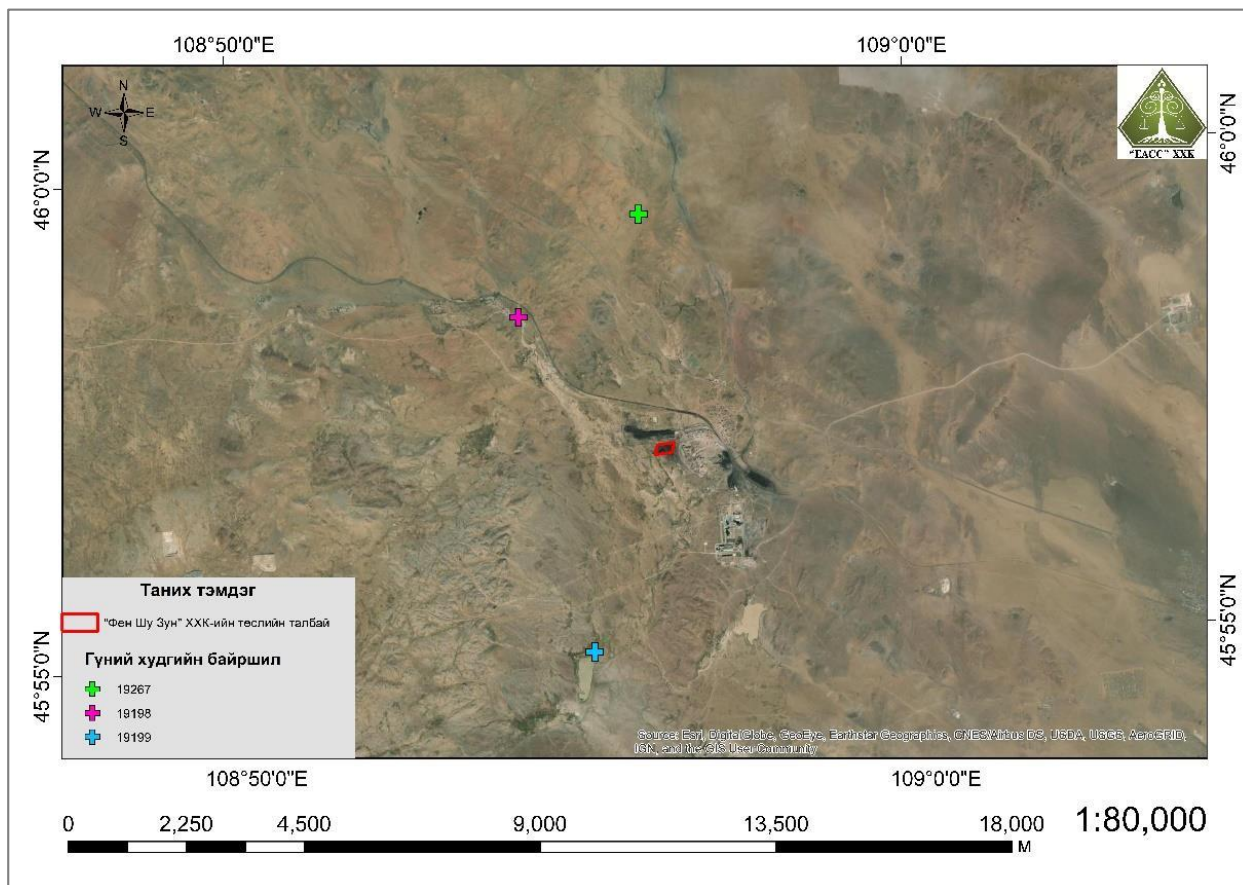 108°50'0"E
109°0'0"E
N
W E
S
"ЕАСС" ХХК
46°0'0"N
46°0'0"N
45°55'0"N
45°55'0"N
Таних тэмдэг
"Фен Шу Зун" ХХК-ийн төслийн талбай
Гүний худгийн байршил
19267
19198
19199
Source: Esri, DigitalGlobe, GeoEye, Earthstar Geographics, CNES/Airbus DS, USDA, USGS, AeroGRID,
IGN, and the GIS User Community
108°50'0"E
109°0'0"E
0 2,250 4,500 9,000 13,500 18,000
М
1:80,000